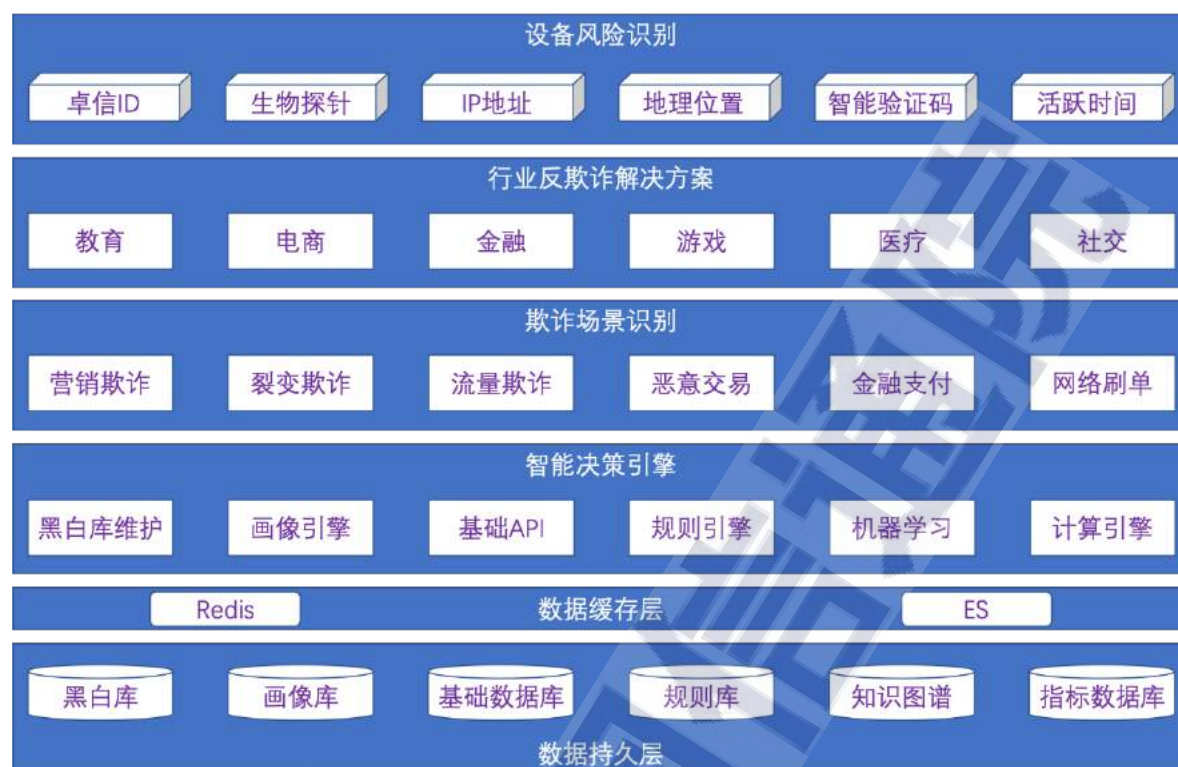 设备风险识别
卓信ID 生物探针 IP地址 地理位置 智能验证码 活跃时间
行业反欺诈解决方案
教育 电商 金融 游戏 医疗 社交
欺诈场景识别
营销欺诈 裂变欺诈 流量欺诈 恶意交易 金融支付 网络刷单
智能决策引擎
黑白库维护 画像引擎 基础API 规则引擎 机器学习 计算引擎
Redis 数据缓存层 ES
黑白库 画像库 基础数据库 规则库 知识图谱 指标数据库
数据持久层
信通院